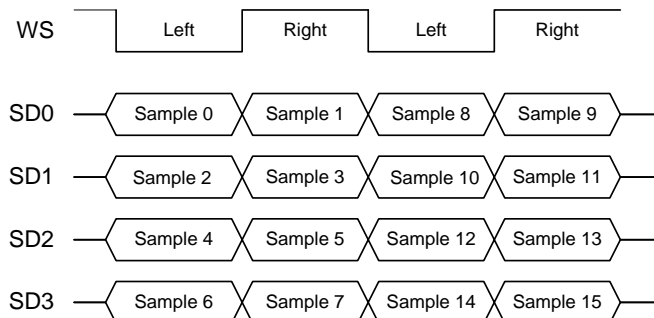 WS Left Right Left Right
SD0 Sample 0 Sample 1 Sample 8 Sample 9
SD1 Sample 2 Sample 3 Sample 10 Sample 11
SD2 Sample 4 Sample 5 Sample 12 Sample 13
SD3 Sample 6 Sample 7 Sample 14 Sample 15